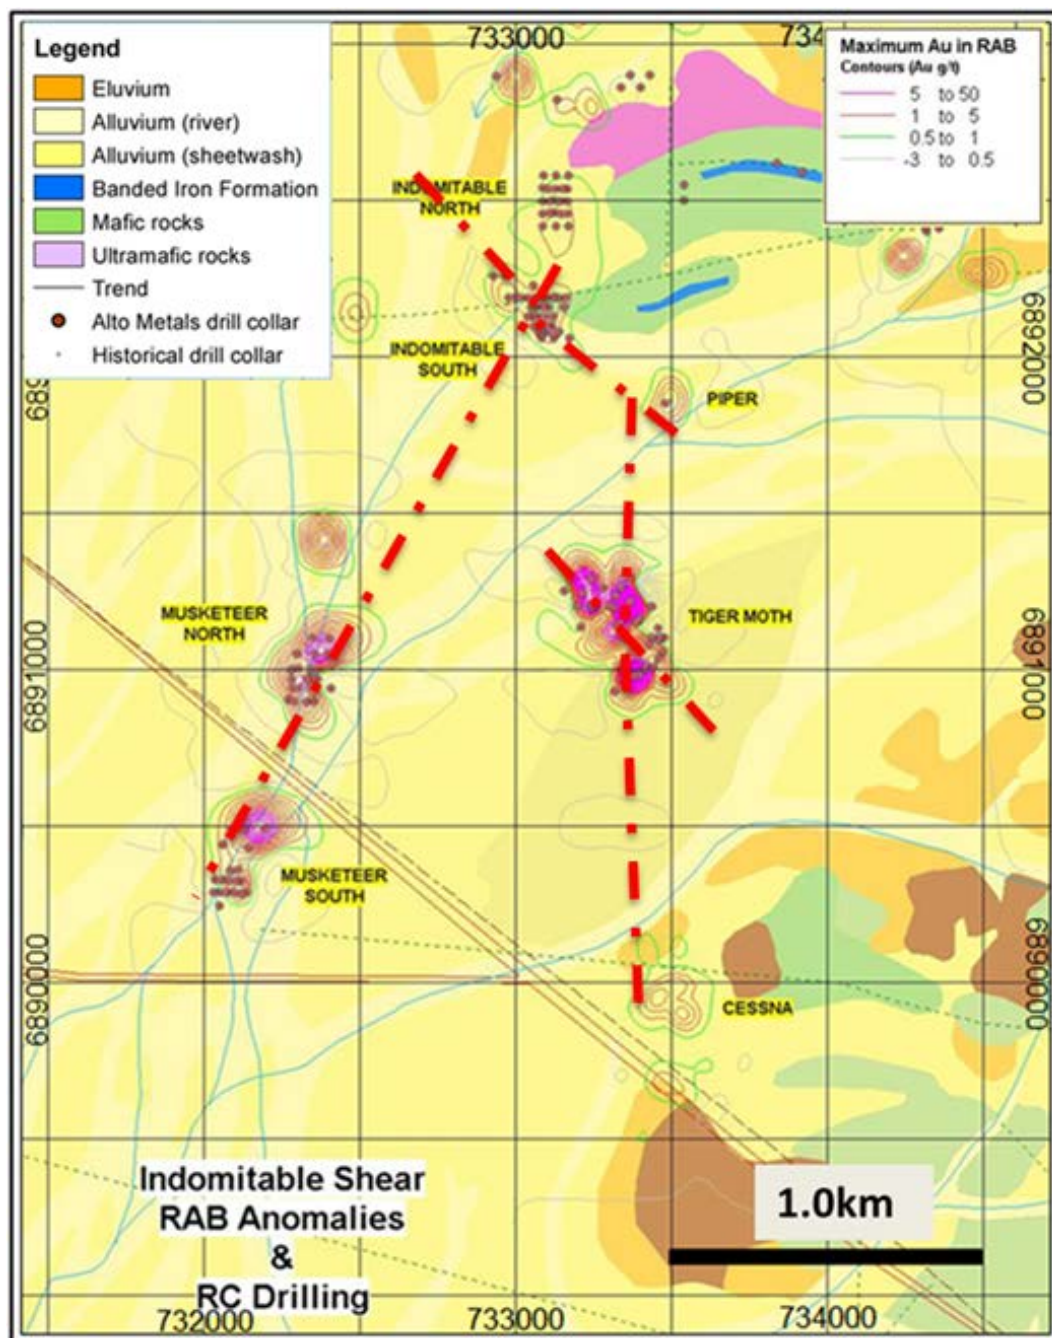 Legend
Eluvium
Alluvium (river)
Alluvium (sheetwash)
Banded Iron Formation
Mafic rocks
Ultramafic rocks
Trend
Alto Metals drill collar
Historical drill collar
733000
Maximum Au in RAB
Contours (Au g/t)
5 to 50
1 to 5
0.5 to 1
-3 to 0.5
INDOMITABLE
NORTH
INDOMITABLE
SOUTH
6892000
PIPER
MUSKETEER
NORTH
TIGER MOTH
6891000
6891000
MUSKETEER
SOUTH
6890000
6890000
CESSNA
Indomitable Shear
RAB Anomalies
&
RC Drilling
1.0km
732000
733000
734000